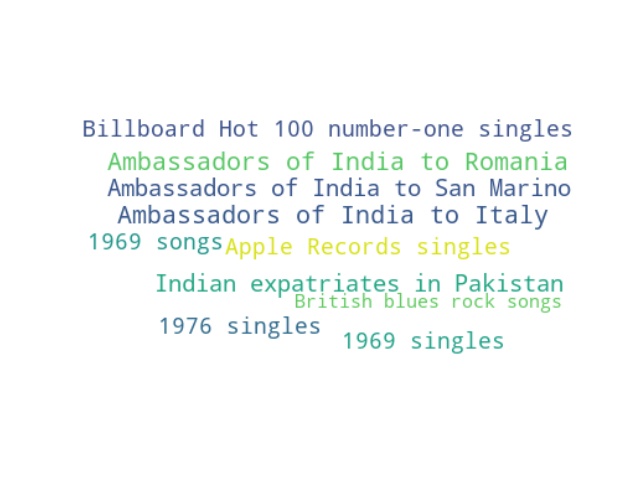 Billboard Hot 100 number-one singles
Ambassadors of India to Romania
Ambassadors of India to San Marino
Ambassadors of India to Italy
1969 songs
Apple Records singles
Indian expatriates in Pakistan
British blues rock songs
1976 singles
1969 singles